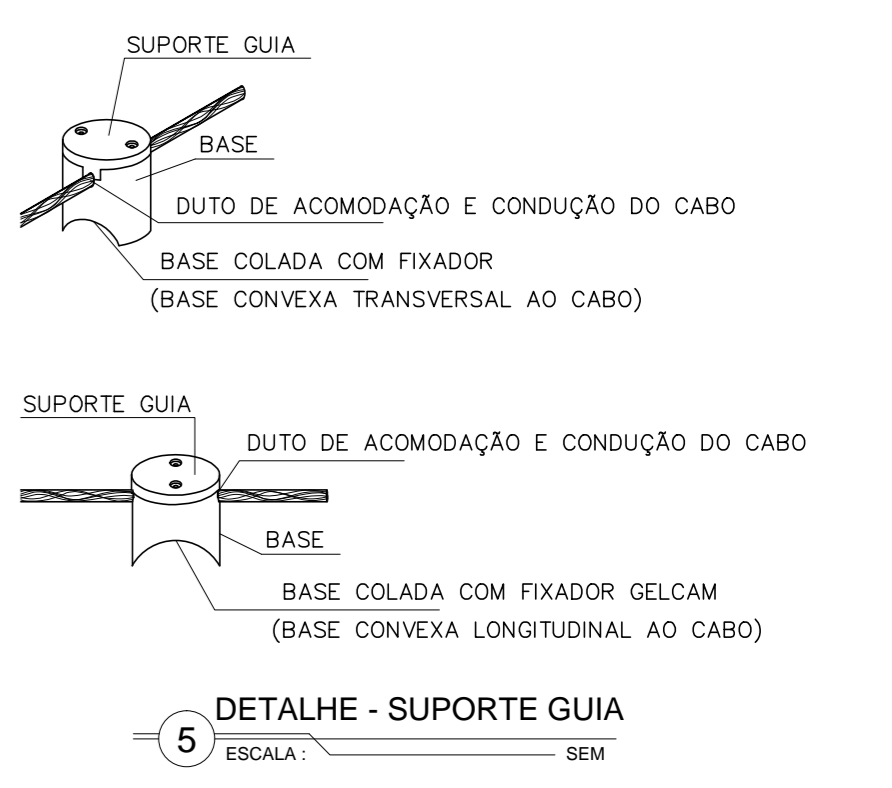 SUPORTE GUIA
BASE
DUTO DE ACOMODAÇÃO E CONDUÇÃO DO CABO
BASE COLADA COM FIXADOR
(BASE CONVEXA TRANSVERSAL AO CABO)
SUPORTE GUIA
DUTO DE ACOMODAÇÃO E CONDUÇÃO DO CABO
BASE
BASE COLADA COM FIXADOR GELCAM
(BASE CONVEXA LONGITUDINAL AO CABO)
DETALHE - SUPORTE GUIA
5
ESCALA : SEM